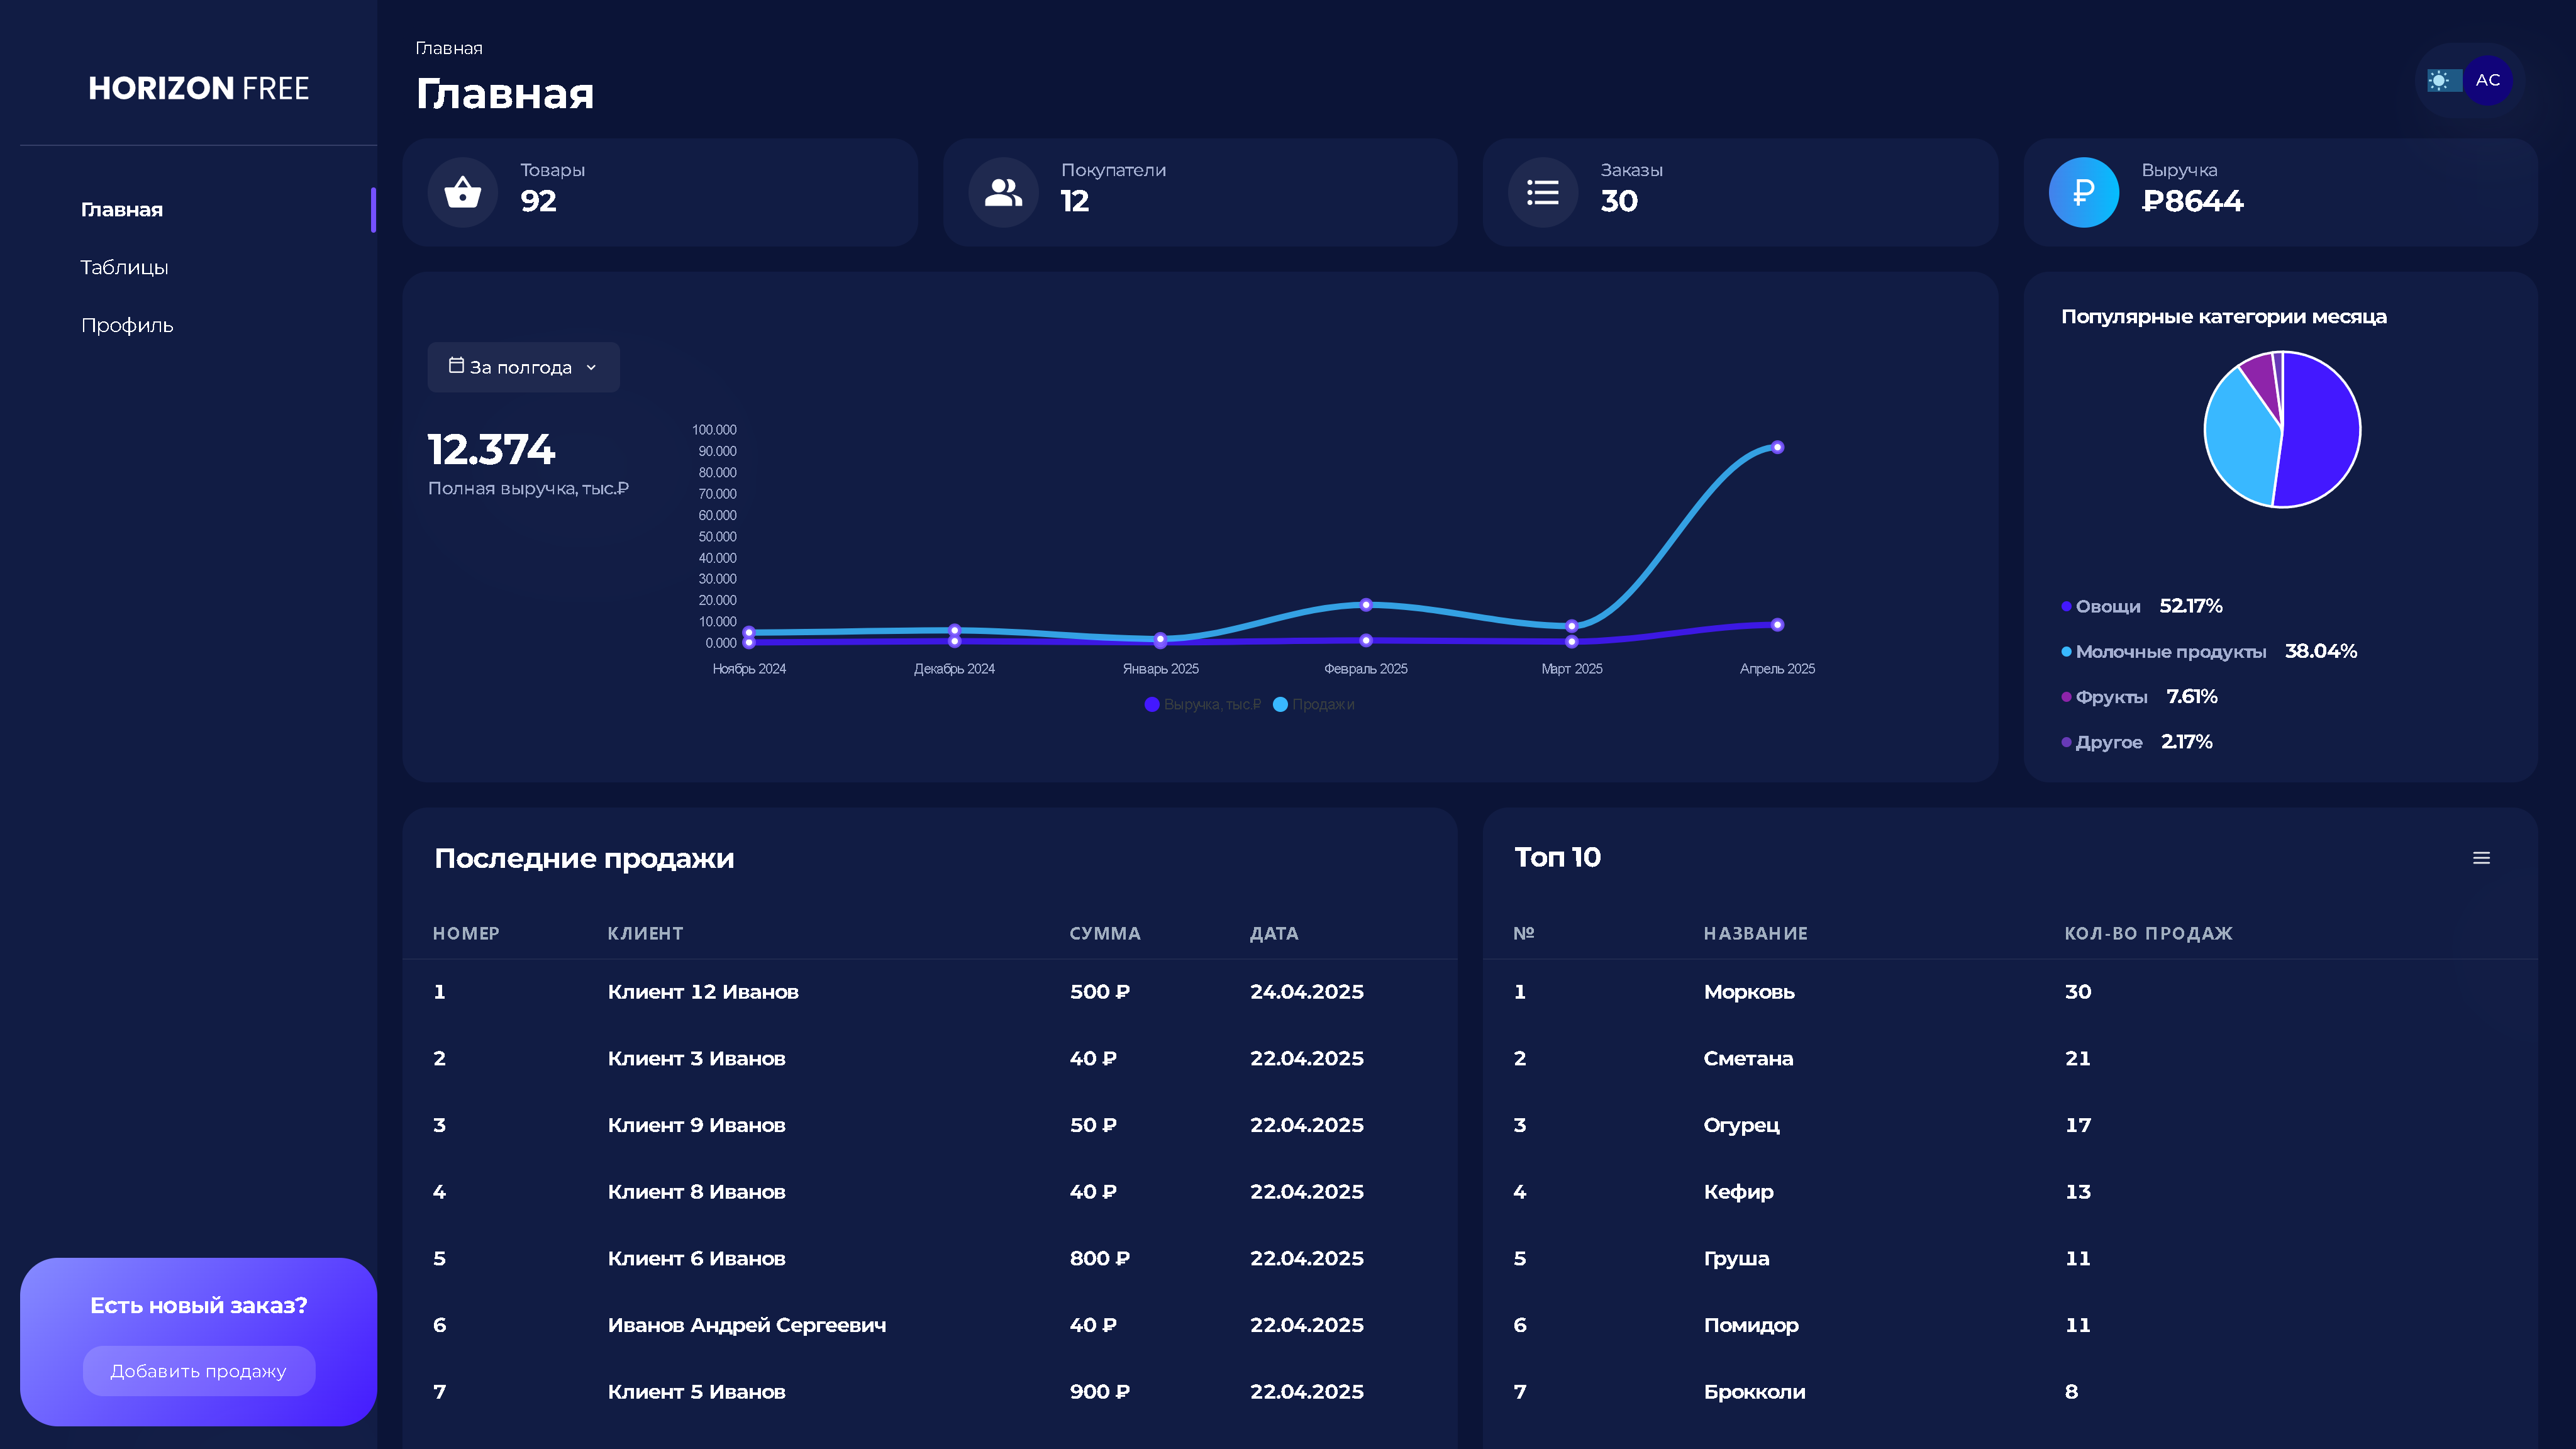 HORIZON FREE
Главная
Таблицы
Профиль
Есть новый заказ?
Добавить продажу
Главная
Главная
АС
Товары
92
Покупатели
12
Заказы
30
₽
Выручка
₽8644
За полгода
12.374
Полная выручка, тыс.₽
100.000
90.000
80.000
70.000
60.000
50.000
40.000
30.000
20.000
10.000
0.000
Ноябрь 2024 Декабрь 2024 Январь 2025 Февраль 2025 Март 2025 Апрель 2025
Выручка, тыс.₽ Продажи
Популярные категории месяца
Овощи 52.17%
Молочные продукты 38.04%
Фрукты 7.61%
Другое 2.17%
Последние продажи
НОМЕР КЛИЕНТ СУММА ДАТА
1 Клиент 12 Иванов 500 ₽ 24.04.2025
2 Клиент 3 Иванов 40 ₽ 22.04.2025
3 Клиент 9 Иванов 50 ₽ 22.04.2025
4 Клиент 8 Иванов 40 ₽ 22.04.2025
5 Клиент 6 Иванов 800 ₽ 22.04.2025
6 Иванов Андрей Сергеевич 40 ₽ 22.04.2025
7 Клиент 5 Иванов 900 ₽ 22.04.2025
Топ 10
№ НАЗВАНИЕ КОЛ-ВО ПРОДАЖ
1 Морковь 30
2 Сметана 21
3 Огурец 17
4 Кефир 13
5 Груша 11
6 Помидор 11
7 Брокколи 8